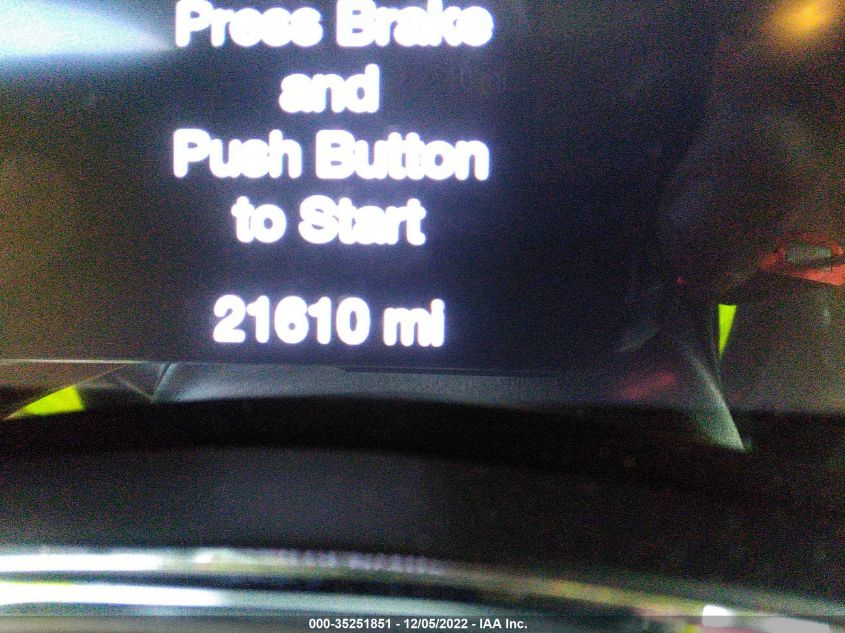 Press Brake
and
Push Button
to Start
21610 mi
000-35251851 - 12/05/2022 - IAA Inc.